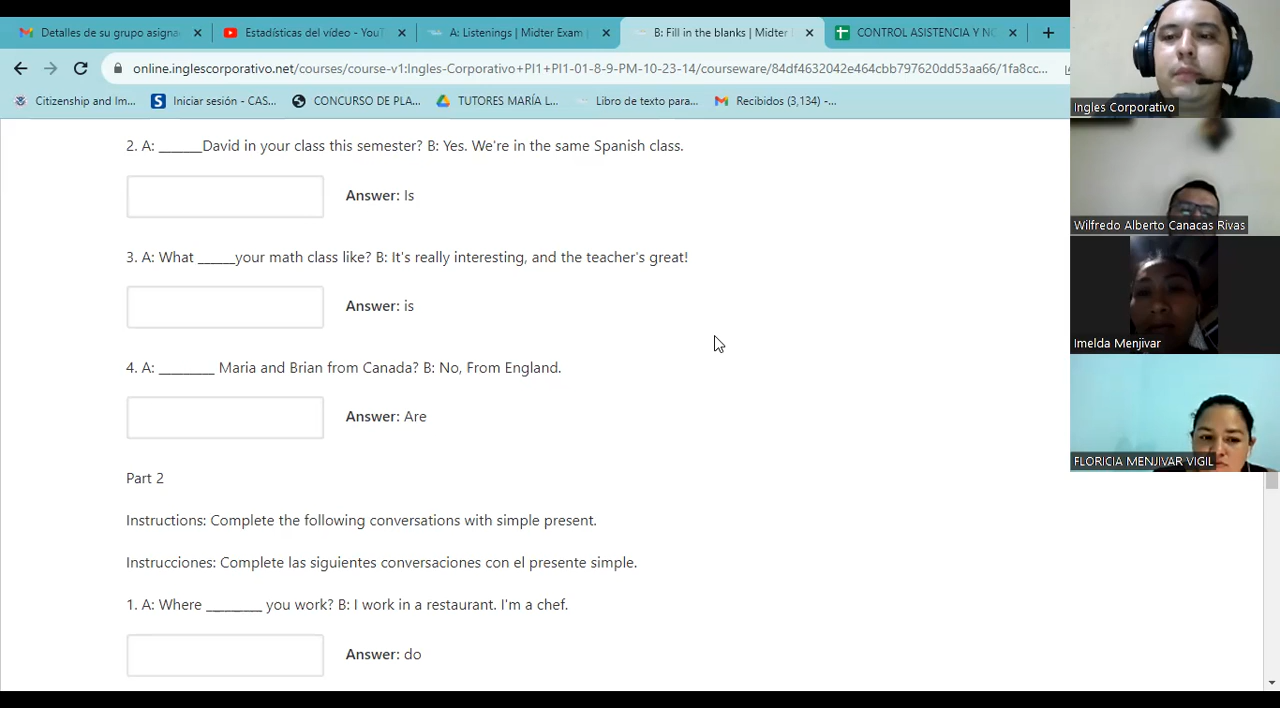 Detalles de su grupo asigna
Estadísticas del vídeo - YouT
A: Listenings | Midter Exam
B: Fill in the blanks | Midter
CONTROL ASISTENCIA Y NO
online.inglescorporativo.net/courses/course-v1:Ingles-Corporativo+PI1+PI1-01-8-9-PM-10-23-14/courseware/84df4632042e464cbb797620dd53aa66/1fa8cc...
Citizenship and Im...
Iniciar sesión - CAS...
CONCURSO DE PLA...
TUTORES MARÍA L...
Libro de texto para...
Recibidos (3,134) -...
2. A: _______David in your class this semester? B: Yes. We're in the same Spanish class.
Answer: Is
3. A: What ______your math class like? B: It's really interesting, and the teacher's great!
Answer: is
4. A: _________ Maria and Brian from Canada? B: No, From England.
Answer: Are
Part 2
Instructions: Complete the following conversations with simple present.
Instrucciones: Complete las siguientes conversaciones con el presente simple.
1. A: Where _________ you work? B: I work in a restaurant. I'm a chef.
Answer: do
Ingles Corporativo
Wilfredo Alberto Canacas Rivas
Imelda Menjivar
FLORICIA MENJIVAR VIGIL